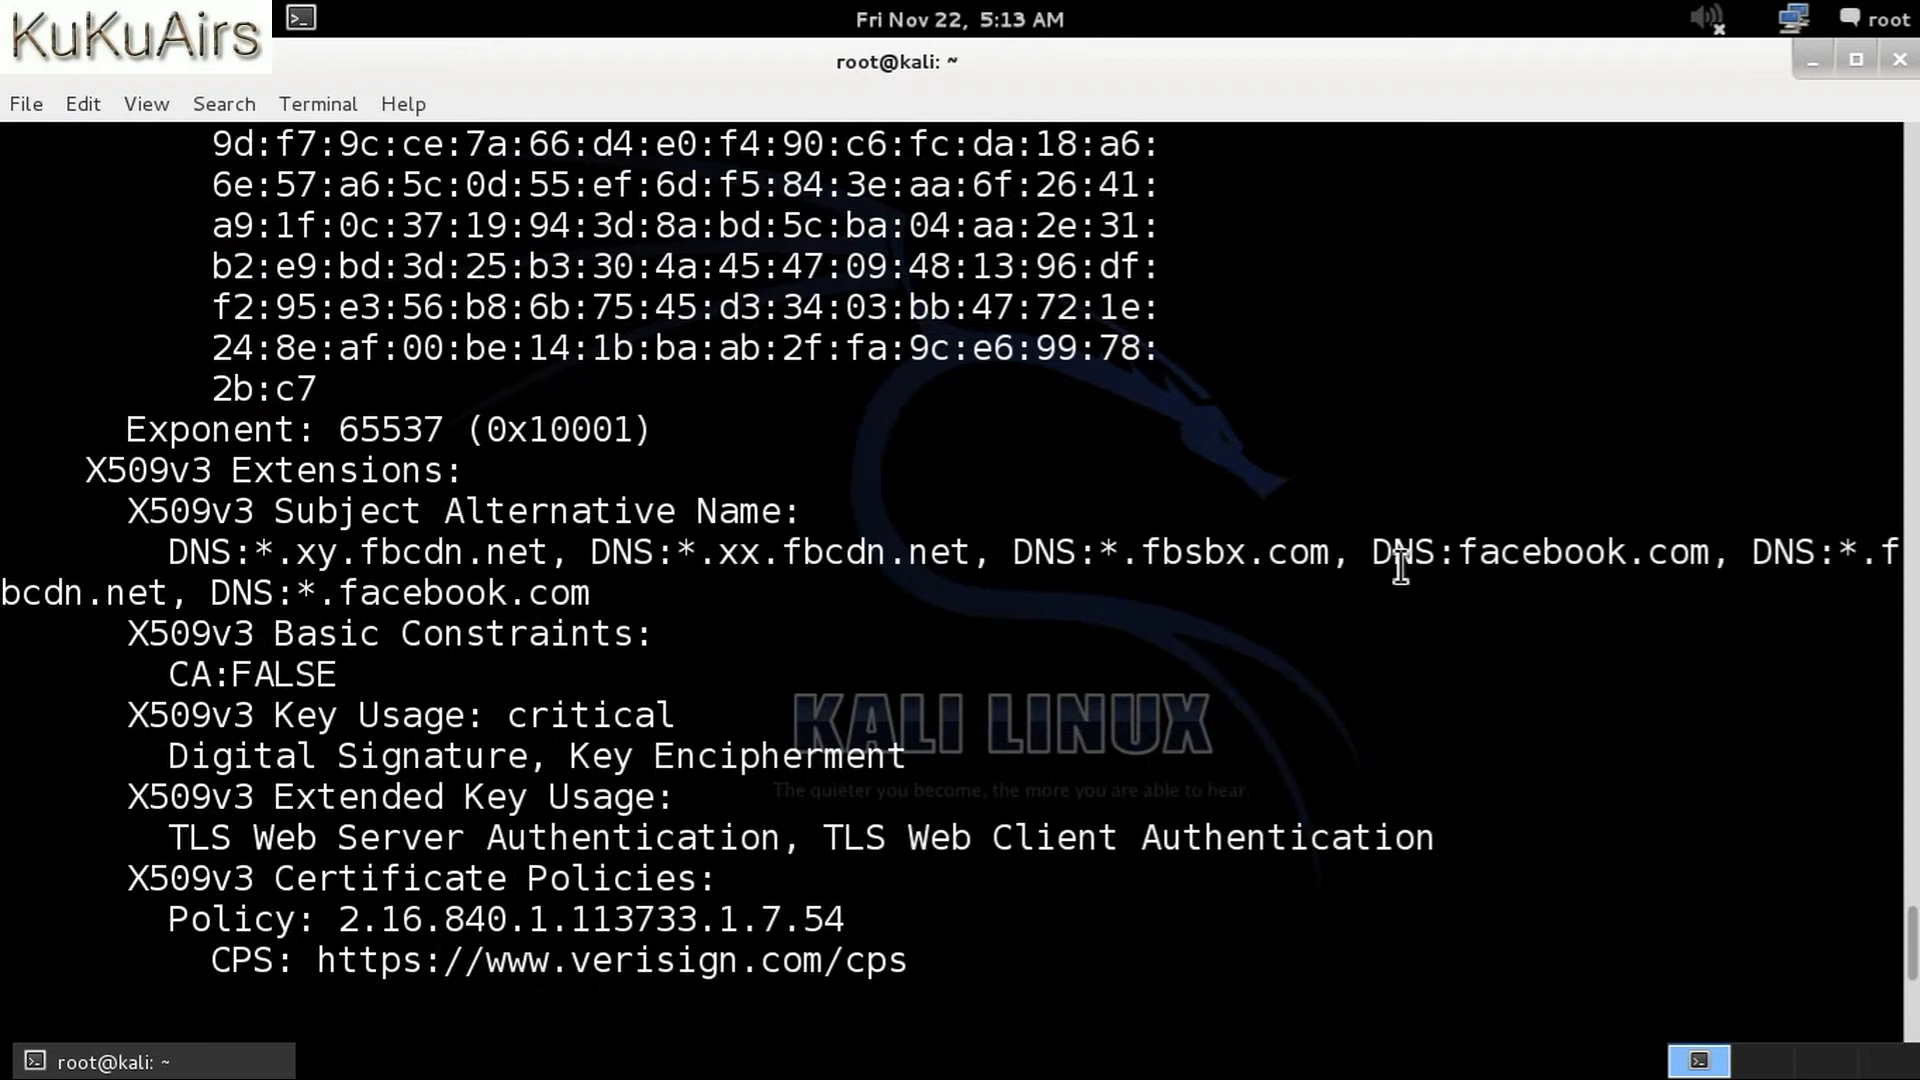 KuKuAirs
Fri Nov 22, 5:13 AM
root
root@kali: ~
File Edit View Search Terminal Help
9d:f7:9c:ce:7a:66:d4:e0:f4:90:c6:fc:da:18:a6:
6e:57:a6:5c:0d:55:ef:6d:f5:84:3e:aa:6f:26:41:
a9:1f:0c:37:19:94:3d:8a:bd:5c:ba:04:aa:2e:31:
b2:e9:bd:3d:25:b3:30:4a:45:47:09:48:13:96:df:
f2:95:e3:56:b8:6b:75:45:d3:34:03:bb:47:72:1e:
24:8e:af:00:be:14:1b:ba:ab:2f:fa:9c:e6:99:78:
2b:c7
Exponent: 65537 (0x10001)
X509v3 Extensions:
X509v3 Subject Alternative Name:
DNS:*.xy.fbcdn.net, DNS:*.xx.fbcdn.net, DNS:*.fbsbx.com, DNS:facebook.com, DNS:*.f
bcdn.net, DNS:*.facebook.com
X509v3 Basic Constraints:
CA:FALSE
X509v3 Key Usage: critical
Digital Signature, Key Encipherment
X509v3 Extended Key Usage:
TLS Web Server Authentication, TLS Web Client Authentication
X509v3 Certificate Policies:
Policy: 2.16.840.1.113733.1.7.54
CPS: https://www.verisign.com/cps
KALI LINUX
The quieter you become, the more you are able to hear
root@kali: ~